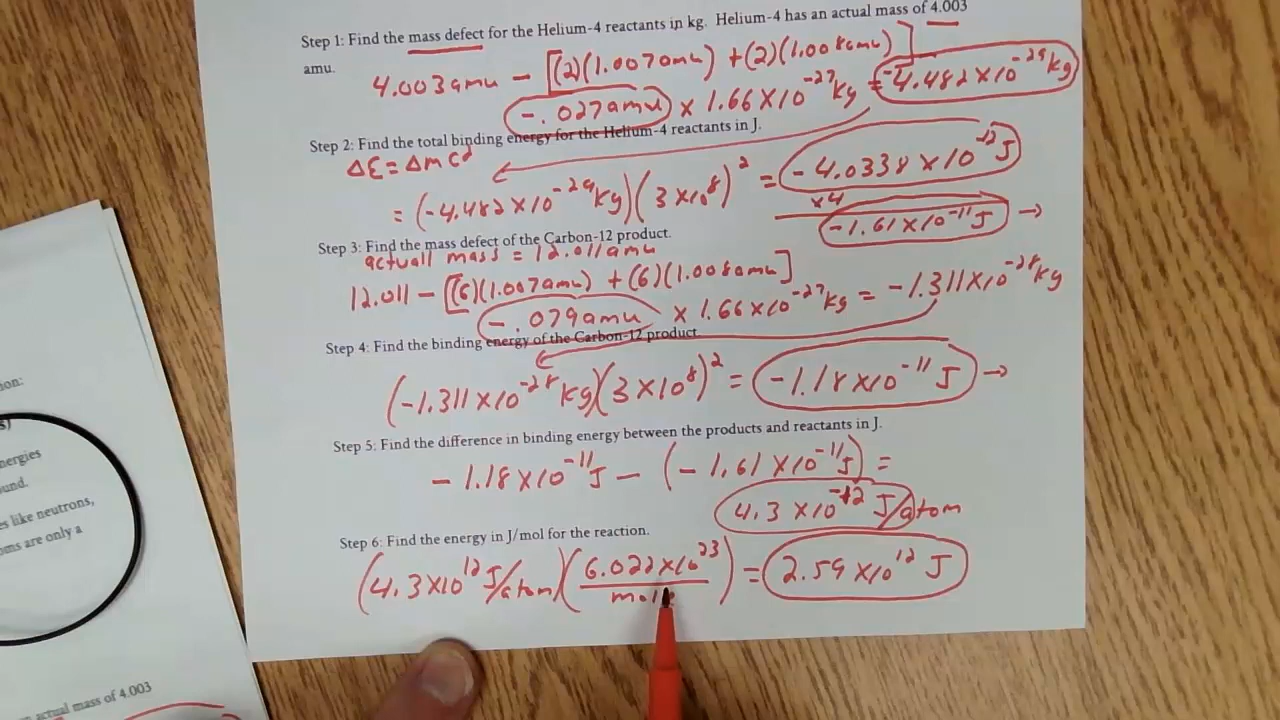 Step 1: Find the mass defect for the Helium-4 reactants in kg. Helium-4 has an actual mass of 4.003
amu.
4.003amu - [(2)(1.0070amu) + (2)(1.008amu)]
-.027amu × 1.66×10⁻²⁷kg = -4.482×10⁻²⁹kg
Step 2: Find the total binding energy for the Helium-4 reactants in J.
ΔE = Δmc²
= (-4.482×10⁻²⁹kg)(3×10⁸)² = -4.0338×10⁻¹²J
×4
-1.61×10⁻¹¹J →
Step 3: Find the mass defect of the Carbon-12 product.
actuall mass = 12.011amu
12.011 - [(6)(1.007amu) + (6)(1.008amu]
-.079amu × 1.66×10⁻²⁷kg = -1.311×10⁻²⁸kg
Step 4: Find the binding energy of the Carbon-12 product
(-1.311×10⁻²⁸kg)(3×10⁸)² = -1.18×10⁻¹¹J →
Step 5: Find the difference in binding energy between the products and reactants in J.
-1.18×10⁻¹¹J - (-1.61×10⁻¹¹J) =
4.3×10⁻¹² J/atom
Step 6: Find the energy in J/mol for the reaction.
(4.3×10¹²J/atom)(6.022×10²³/mole) = 2.59×10¹² J
on:
s)
nergies
und.
es like neutrons,
oms are only a
actual mass of 4.003